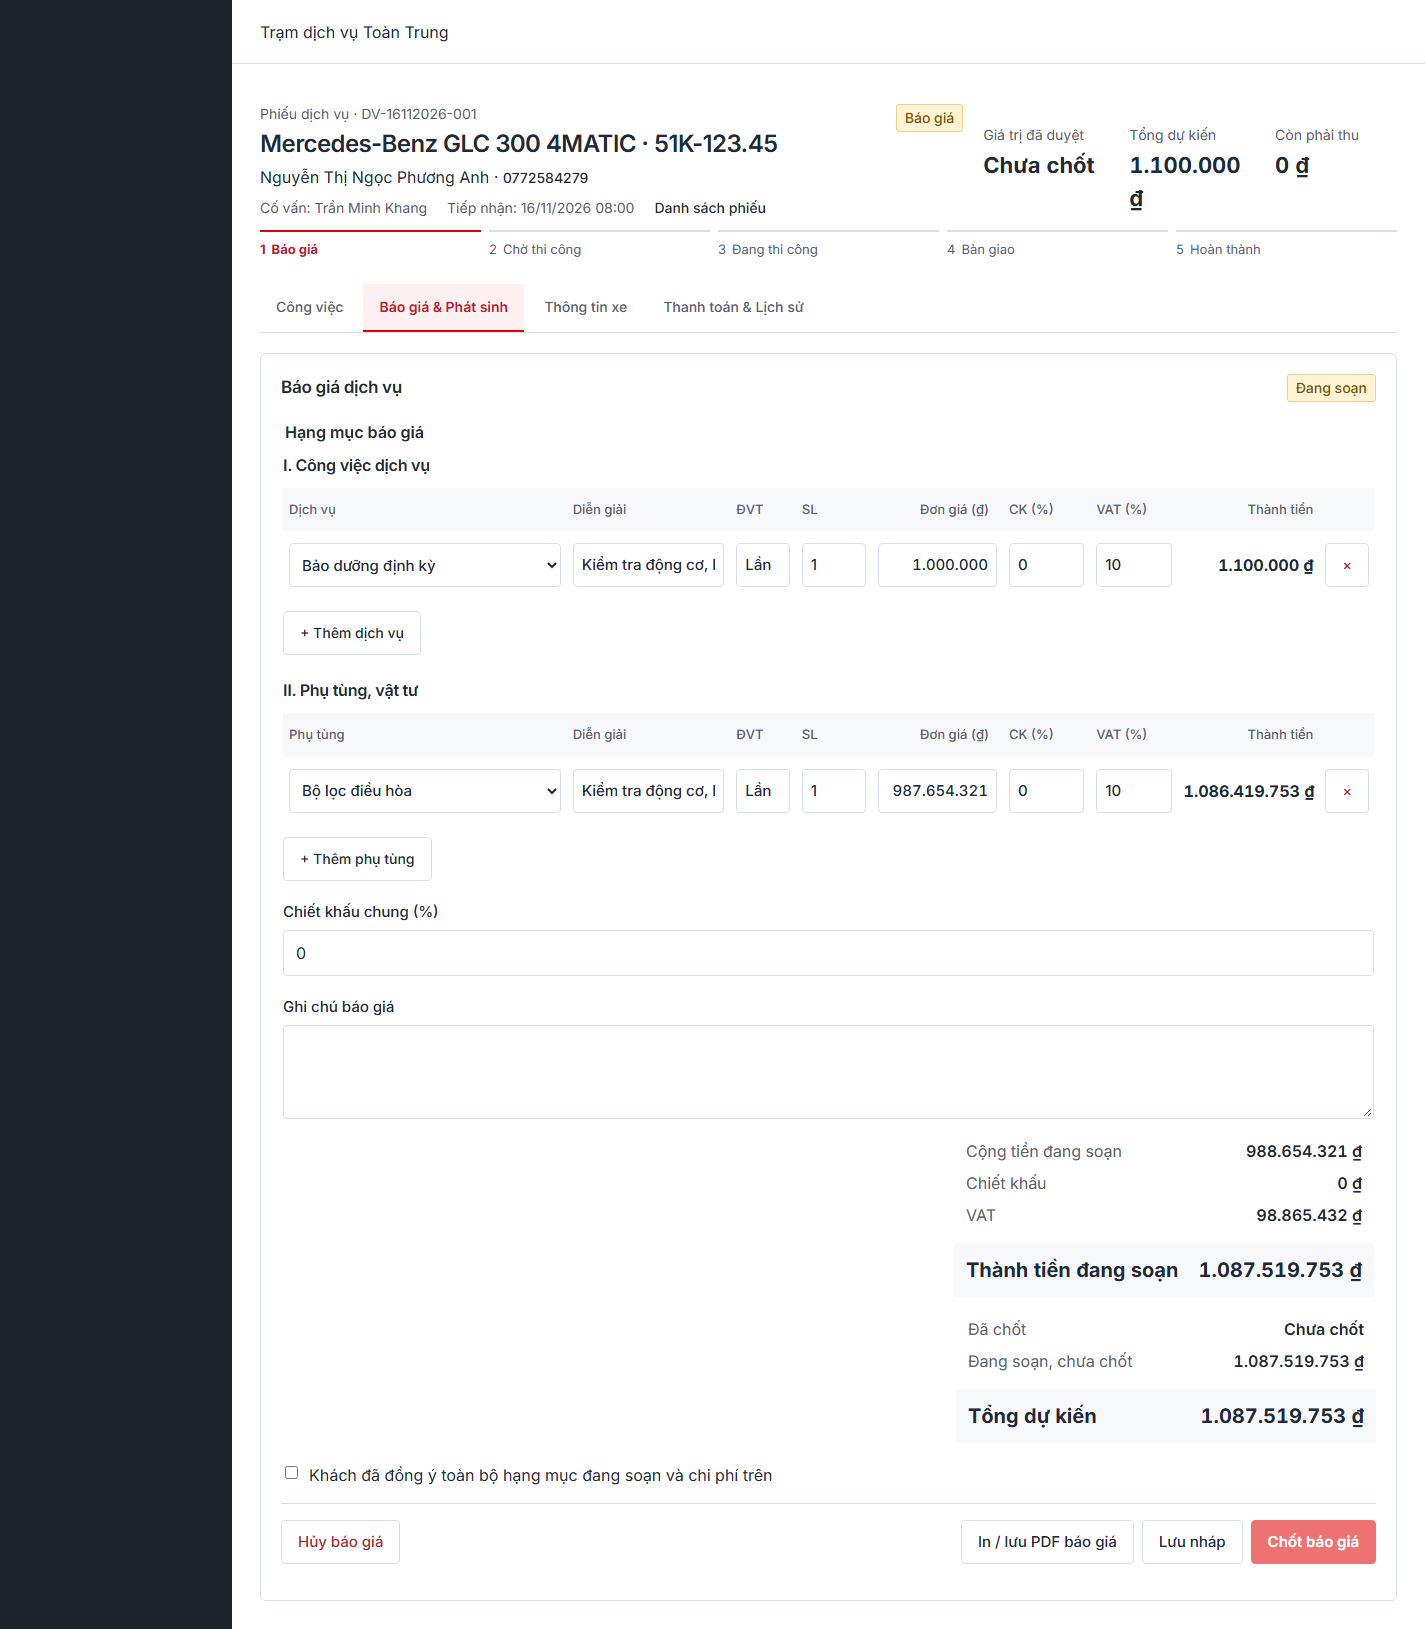 Trạm dịch vụ Toàn Trung
Phiếu dịch vụ · DV-16112026-001
Mercedes-Benz GLC 300 4MATIC · 51K-123.45
Nguyễn Thị Ngọc Phương Anh · 0772584279
Cố vấn: Trần Minh Khang Tiếp nhận: 16/11/2026 08:00 Danh sách phiếu
Báo giá
Giá trị đã duyệt
Chưa chốt
Tổng dự kiến
1.100.000
₫
Còn phải thu
0 ₫
1 Báo giá
2 Chờ thi công
3 Đang thi công
4 Bàn giao
5 Hoàn thành
Công việc Báo giá & Phát sinh Thông tin xe Thanh toán & Lịch sử
Báo giá dịch vụ
Đang soạn
Hạng mục báo giá
I. Công việc dịch vụ
Dịch vụ Diễn giải ĐVT SL Đơn giá (₫) CK (%) VAT (%) Thành tiền
Bảo dưỡng định kỳ Kiểm tra động cơ, Lần 1 1.000.000 0 10 1.100.000 ₫ ×
+ Thêm dịch vụ
II. Phụ tùng, vật tư
Phụ tùng Diễn giải ĐVT SL Đơn giá (₫) CK (%) VAT (%) Thành tiền
Bộ lọc điều hòa Kiểm tra động cơ, Lần 1 987.654.321 0 10 1.086.419.753 ₫ ×
+ Thêm phụ tùng
Chiết khấu chung (%)
0
Ghi chú báo giá
Cộng tiền đang soạn 988.654.321 ₫
Chiết khấu 0 ₫
VAT 98.865.432 ₫
Thành tiền đang soạn 1.087.519.753 ₫
Đã chốt Chưa chốt
Đang soạn, chưa chốt 1.087.519.753 ₫
Tổng dự kiến 1.087.519.753 ₫
Khách đã đồng ý toàn bộ hạng mục đang soạn và chi phí trên
Hủy báo giá In / lưu PDF báo giá Lưu nháp Chốt báo giá